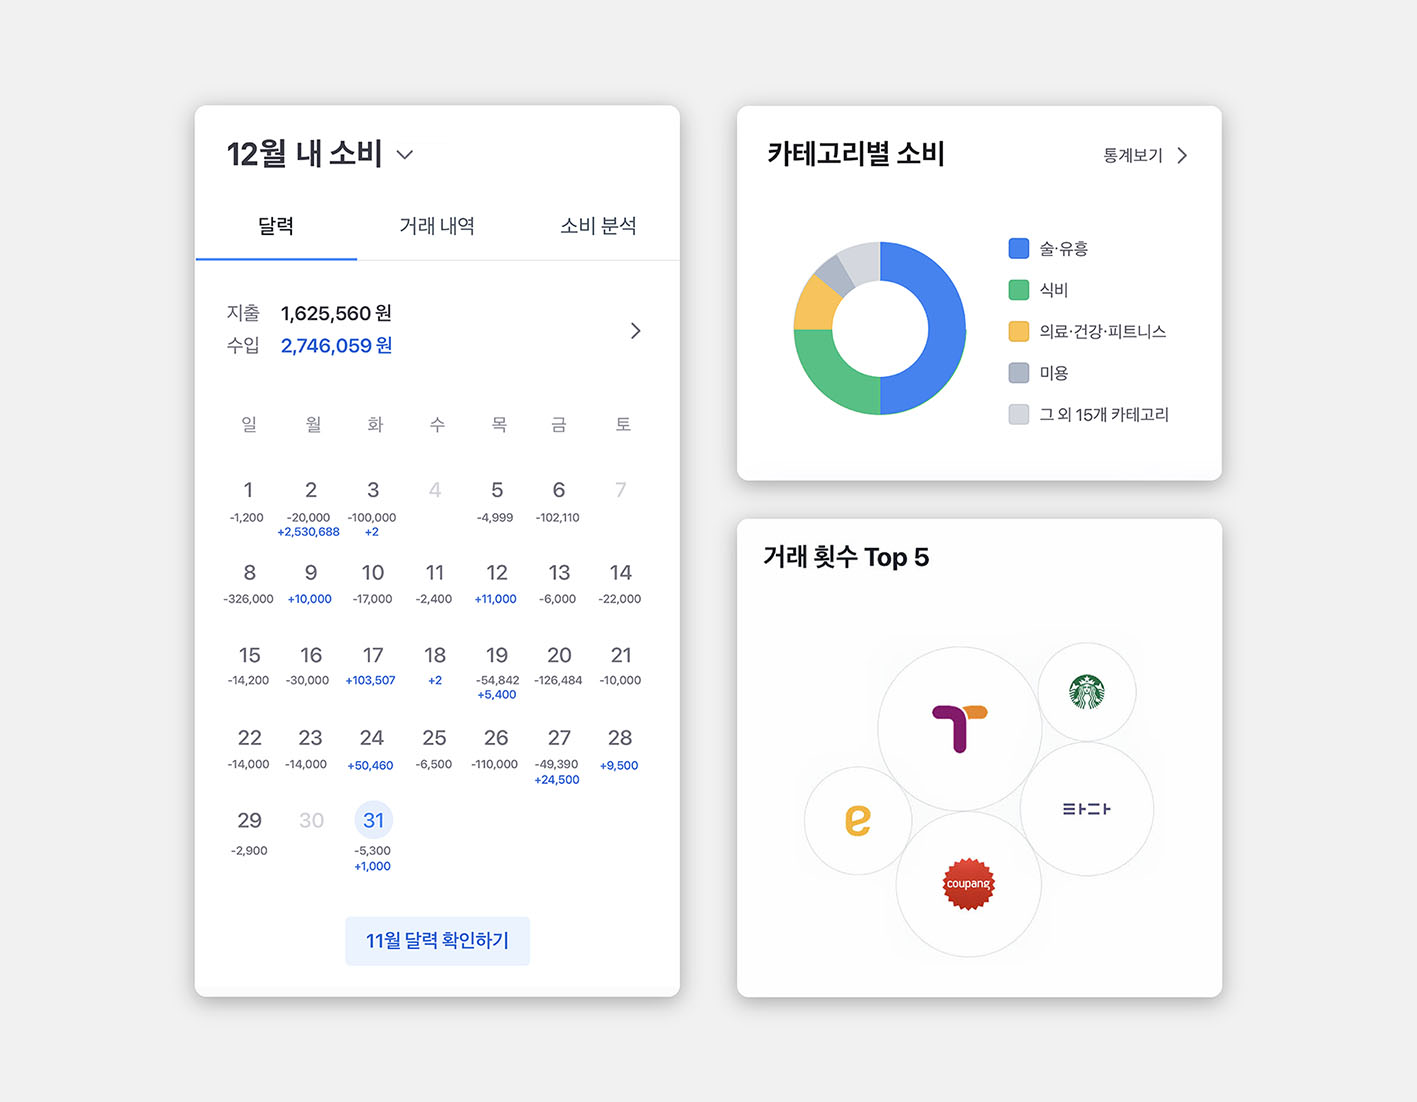 12월 내 소비
달력 거래 내역 소비 분석
지출 1,625,560 원
수입 2,746,059 원
일 월 화 수 목 금 토
1 2 3 4 5 6 7
-1,200 -20,000 -100,000 -4,999 -102,110
+2,530,688 +2
8 9 10 11 12 13 14
-326,000 +10,000 -17,000 -2,400 +11,000 -6,000 -22,000
15 16 17 18 19 20 21
-14,200 -30,000 +103,507 +2 -54,842 -126,484 -10,000
+5,400
22 23 24 25 26 27 28
-14,000 -14,000 +50,460 -6,500 -110,000 -49,390 +9,500
+24,500
29 30 31
-2,900 -5,300
+1,000
11월 달력 확인하기
카테고리별 소비
통계보기
술·유흥
식비
의료·건강·피트니스
미용
그 외 15개 카테고리
거래 횟수 Top 5
타다
e
coupang